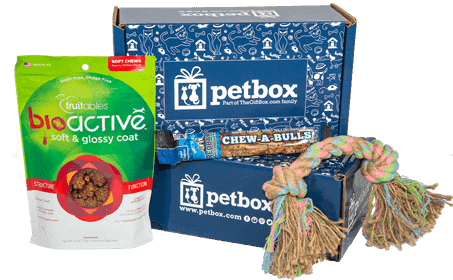 SOFT CHEWS
Grain Free, Gluten Free
fruitables
bioactive
soft & glossy coat
STRUCTURE
FUNCTION
petbox
petbox
Part of TheGiftBox.com family
CHEW-A-BULLS
petbox
www.petbox.com